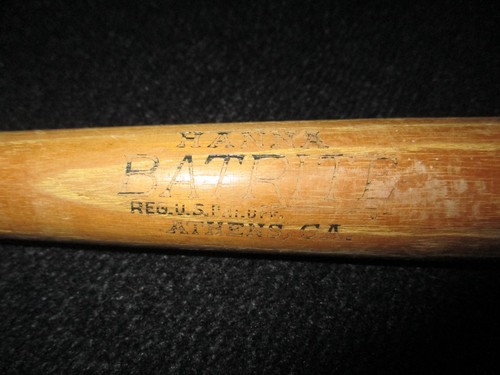 HANNA
BATRITE
REG. U.S.
ATHENS, GA.